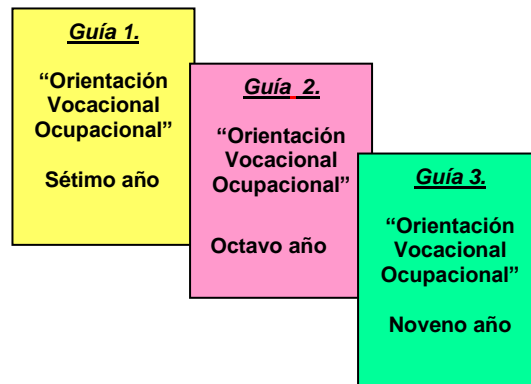 Guía 1.
“Orientación
Vocacional
Ocupacional”
Sétimo año
Guía 2.
“Orientación
Vocacional
Ocupacional”
Octavo año
Guía 3.
“Orientación
Vocacional
Ocupacional”
Noveno año